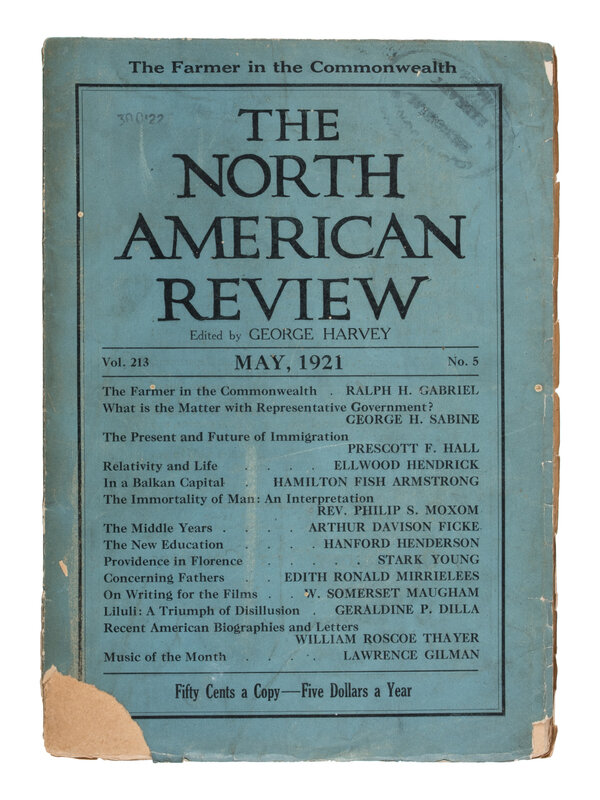 The Farmer in the Commonwealth
THE
NORTH
AMERICAN
REVIEW
Edited by GEORGE HARVEY
Vol. 213 MAY, 1921 No. 5
The Farmer in the Commonwealth . RALPH H. GABRIEL
What is the Matter with Representative Government?
GEORGE H. SABINE
The Present and Future of Immigration
PRESCOTT F. HALL
Relativity and Life . . . . ELLWOOD HENDRICK
In a Balkan Capital . . HAMILTON FISH ARMSTRONG
The Immortality of Man: An Interpretation
REV. PHILIP S. MOXOM
The Middle Years . . . . ARTHUR DAVISON FICKE
The New Education . . . . HANFORD HENDERSON
Providence in Florence . . . . STARK YOUNG
Concerning Fathers . . EDITH RONALD MIRRIELEES
On Writing for the Films . . W. SOMERSET MAUGHAM
Liluli: A Triumph of Disillusion . GERALDINE P. DILLA
Recent American Biographies and Letters
WILLIAM ROSCOE THAYER
Music of the Month . . . . LAWRENCE GILMAN
Fifty Cents a Copy—Five Dollars a Year